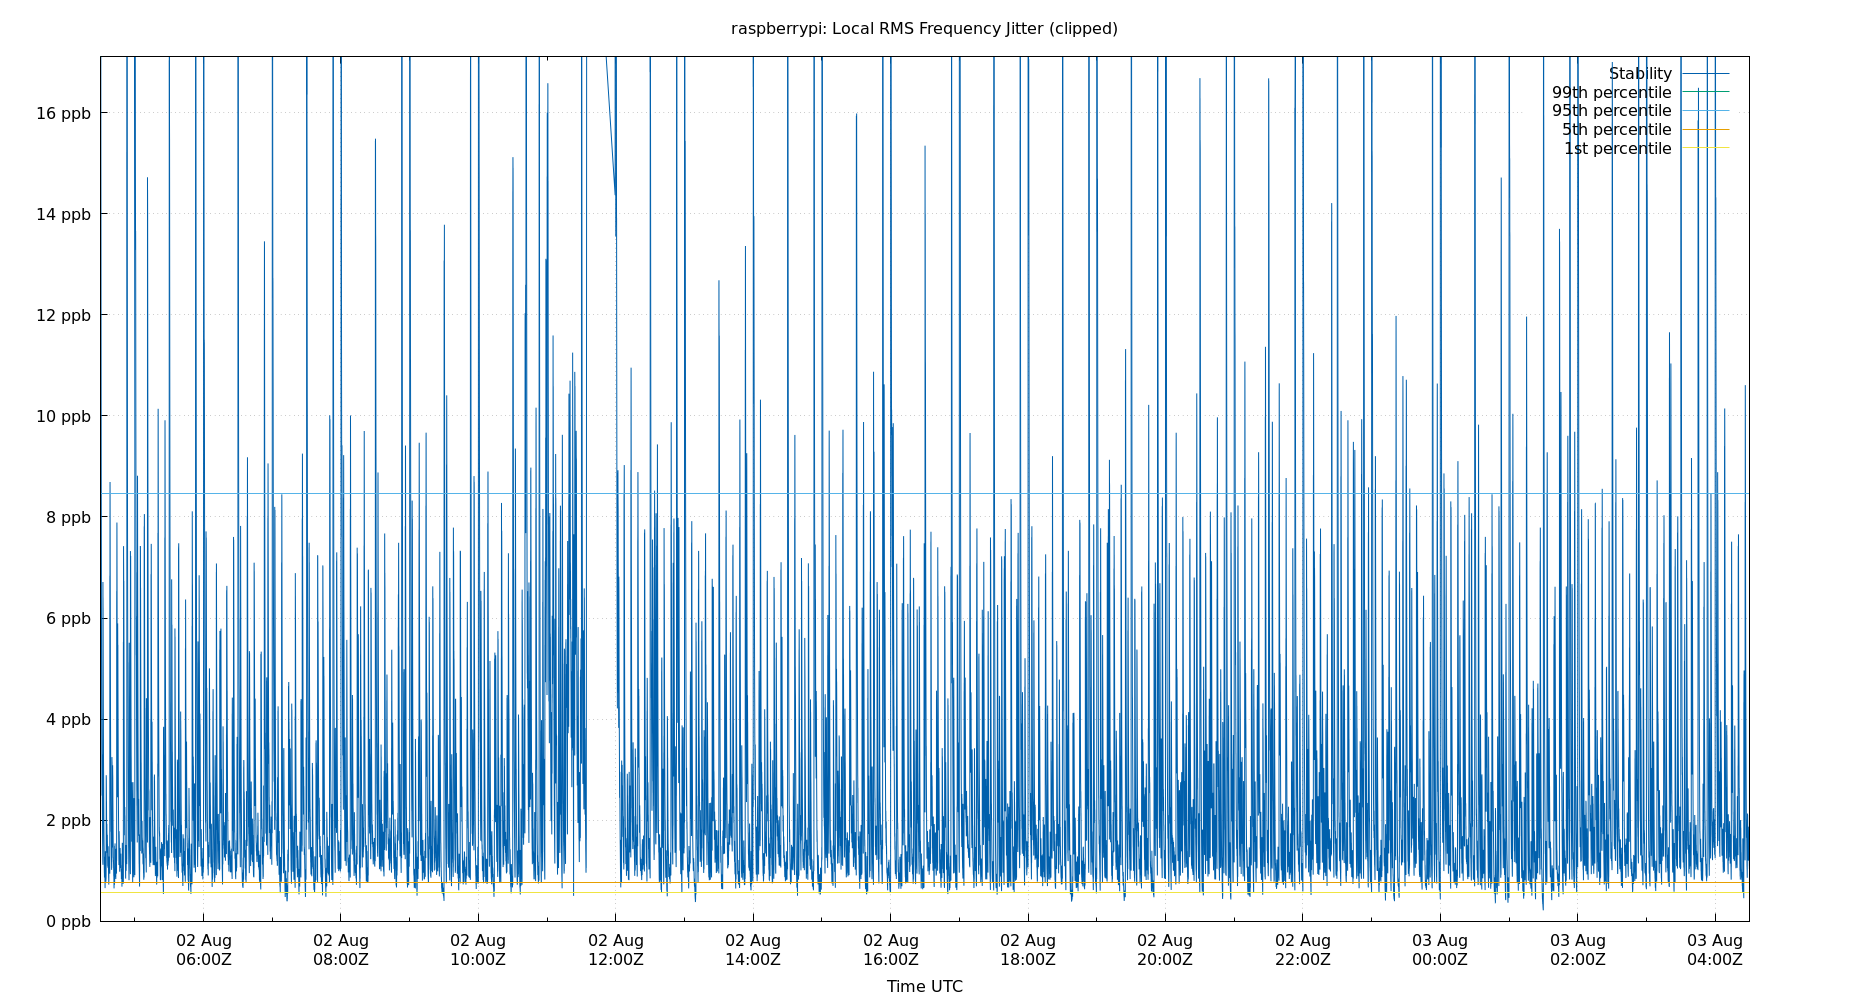 raspberrypi: Local RMS Frequency Jitter (clipped)
Stability
99th percentile
95th percentile
5th percentile
1st percentile
16 ppb
14 ppb
12 ppb
10 ppb
8 ppb
6 ppb
4 ppb
2 ppb
0 ppb
02 Aug 02 Aug 02 Aug 02 Aug 02 Aug 02 Aug 02 Aug 02 Aug 02 Aug 03 Aug 03 Aug 03 Aug
06:00Z 08:00Z 10:00Z 12:00Z 14:00Z 16:00Z 18:00Z 20:00Z 22:00Z 00:00Z 02:00Z 04:00Z
Time UTC